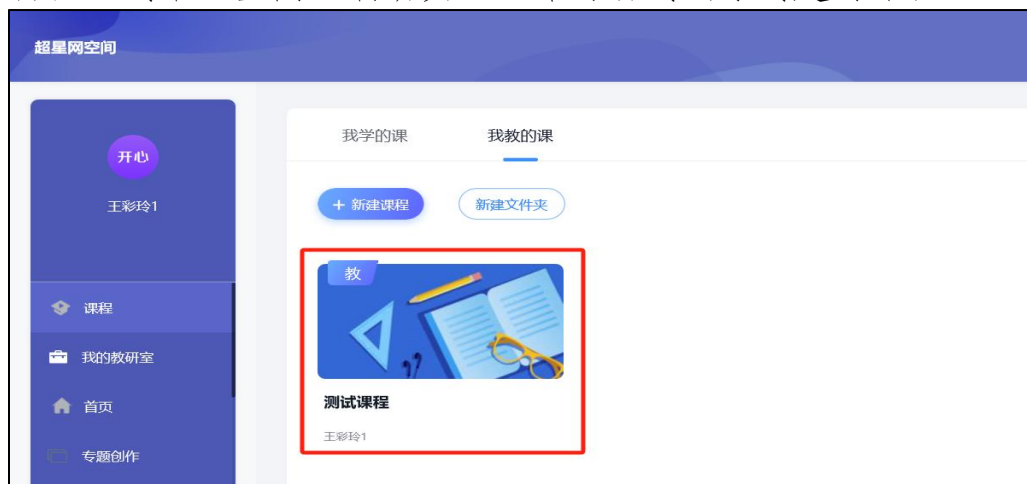 超星网空间
开心
王彩玲1
课程
我的教研室
首页
专题创作
我学的课
我教的课
+ 新建课程
新建文件夹
教
测试课程
王彩玲1